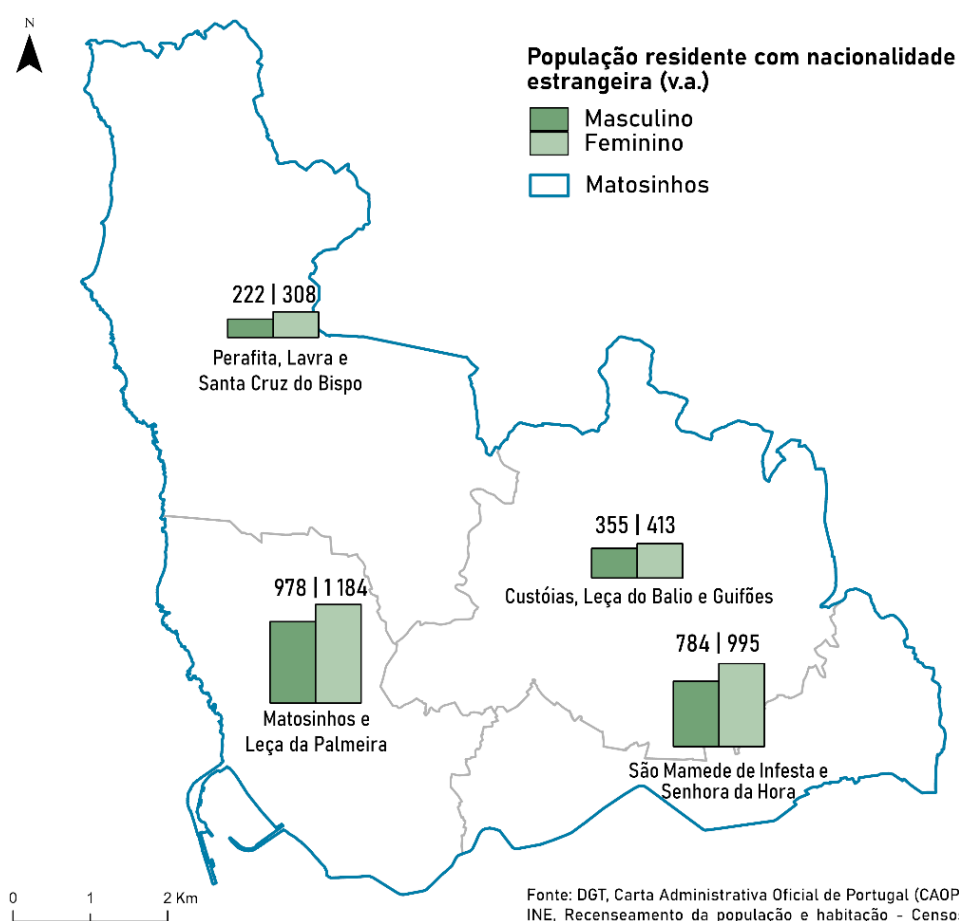 N
População residente com nacionalidade
estrangeira (v.a.)
Masculino
Feminino
Matosinhos
222 | 308
Perafita, Lavra e
Santa Cruz do Bispo
355 | 413
Custóias, Leça do Balio e Guifões
978 | 1 184
Matosinhos e
Leça da Palmeira
784 | 995
São Mamede de Infesta e
Senhora da Hora
0 1 2 Km
Fonte: DGT, Carta Administrativa Oficial de Portugal (CAOP
INE, Recenseamento da população e habitação - Censo